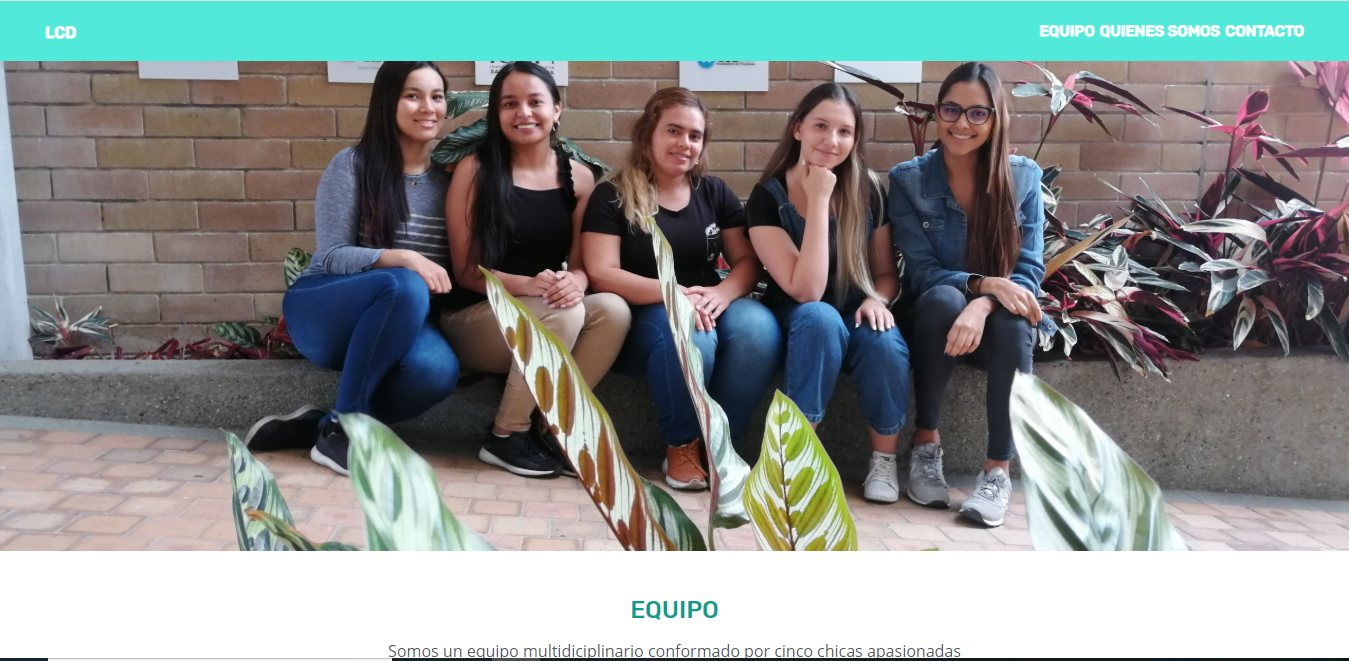 LCD
EQUIPO QUIENES SOMOS CONTACTO
EQUIPO
Somos un equipo multidiciplinario conformado por cinco chicas apasionadas